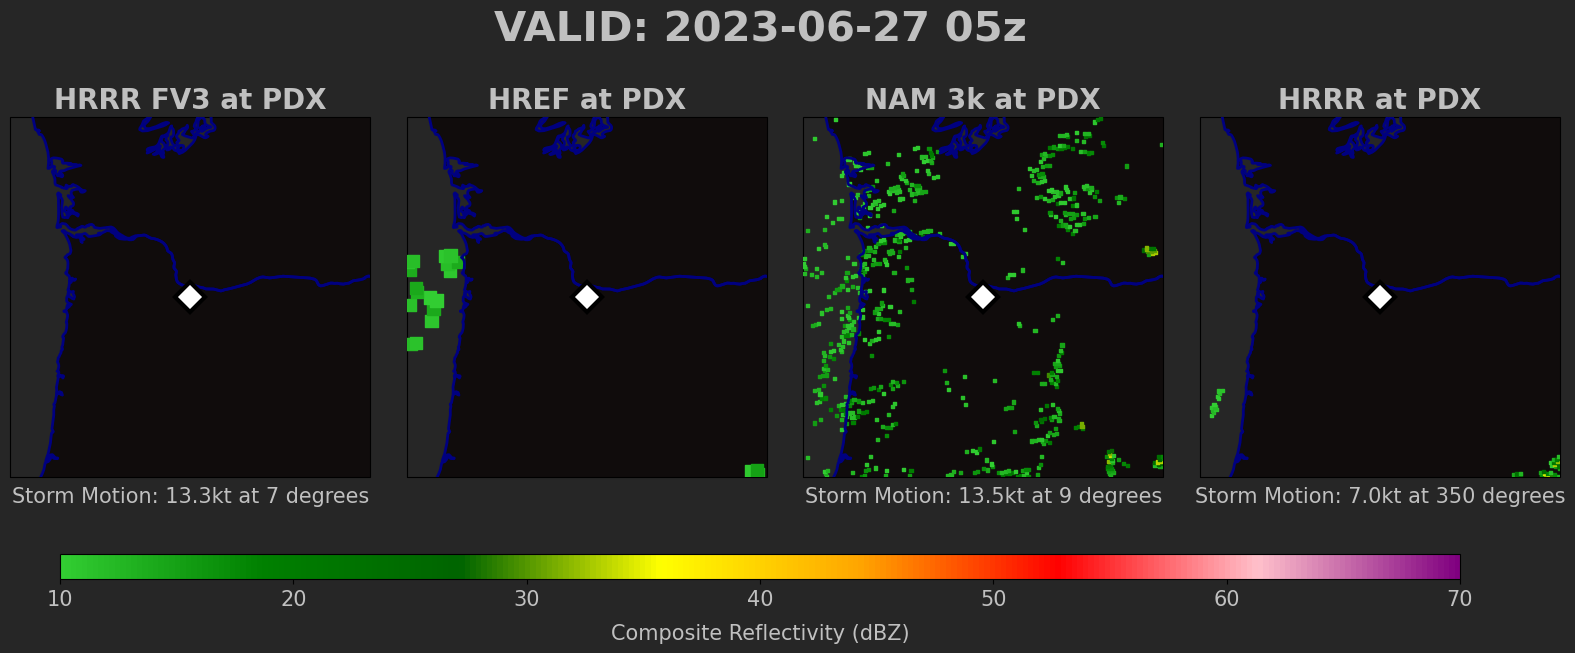 VALID: 2023-06-27 05z
HRRR FV3 at PDX
HREF at PDX
NAM 3k at PDX
HRRR at PDX
Storm Motion: 13.3kt at 7 degrees
Storm Motion: 13.5kt at 9 degrees
Storm Motion: 7.0kt at 350 degrees
10 20 30 40 50 60 70
Composite Reflectivity (dBZ)